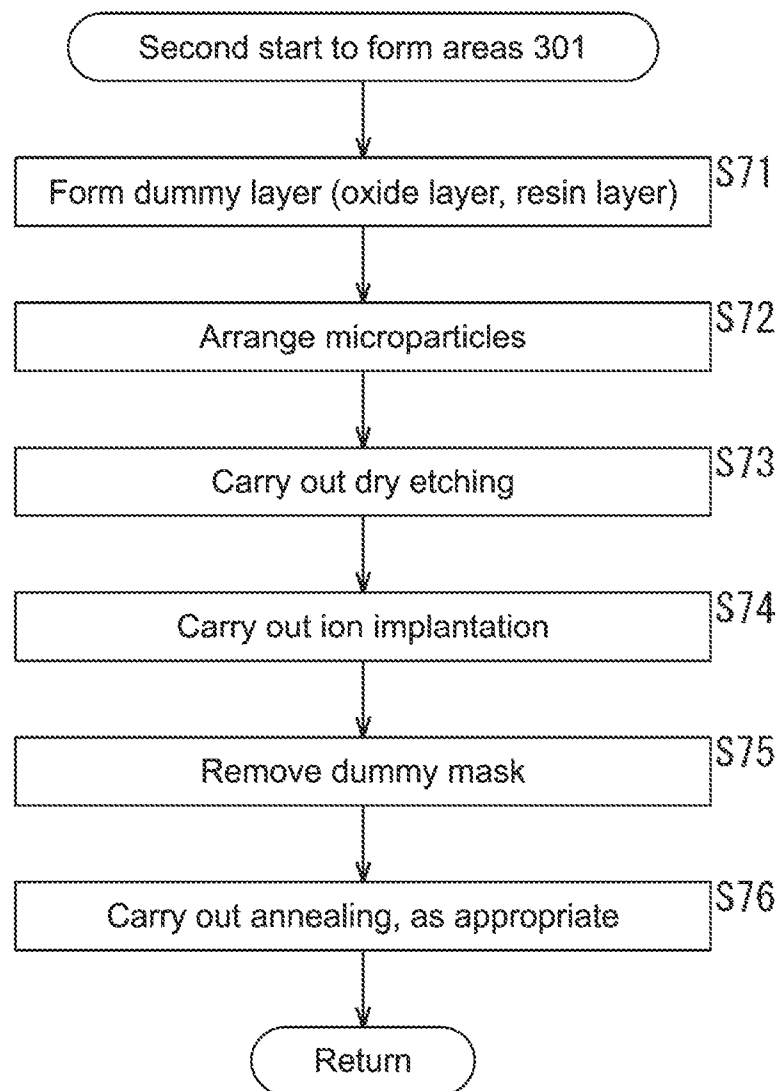 Second start to form areas 301
Form dummy layer (oxide layer, resin layer)
S71
Arrange microparticles
S72
Carry out dry etching
S73
Carry out ion implantation
S74
Remove dummy mask
S75
Carry out annealing, as appropriate
S76
Return